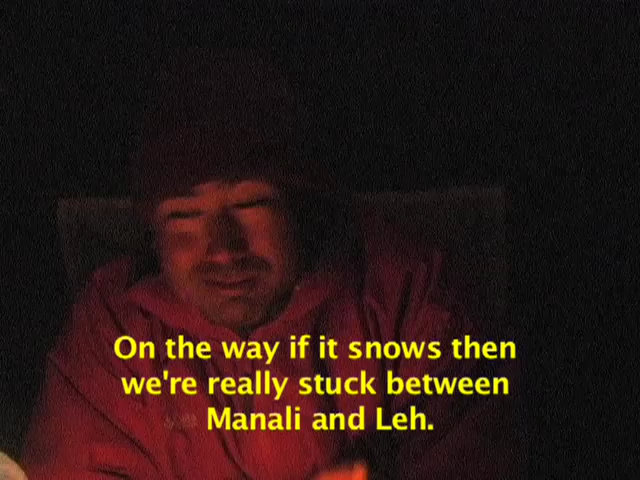 On the way if it snows then
we're really stuck between
Manali and Leh.